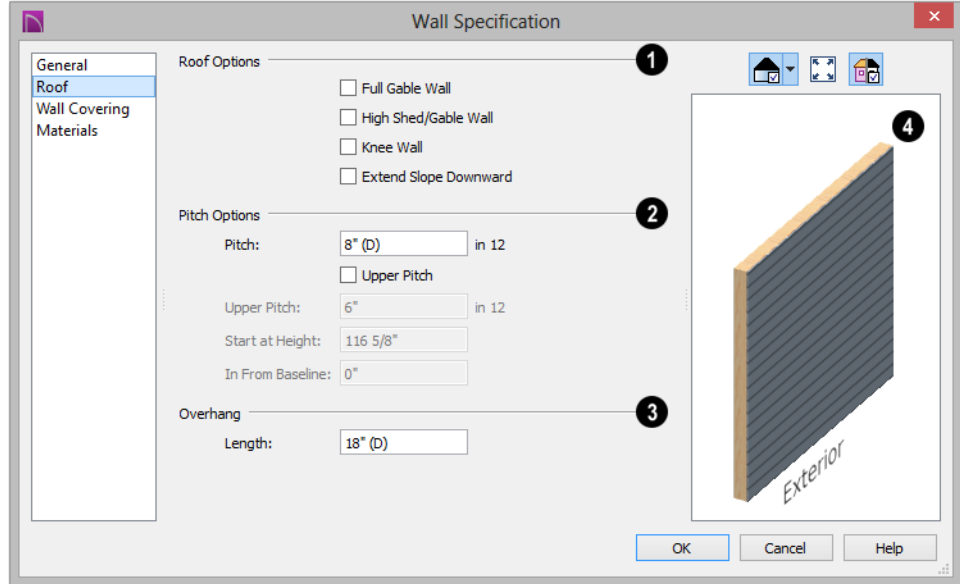 Wall Specification
General
Roof
Wall Covering
Materials
Roof Options
1
Full Gable Wall
High Shed/Gable Wall
Knee Wall
Extend Slope Downward
Pitch Options
2
Pitch: 8" (D) in 12
Upper Pitch
Upper Pitch: 6" in 12
Start at Height: 116 5/8"
In From Baseline: 0"
Overhang
3
Length: 18" (D)
4
Exterior
OK Cancel Help